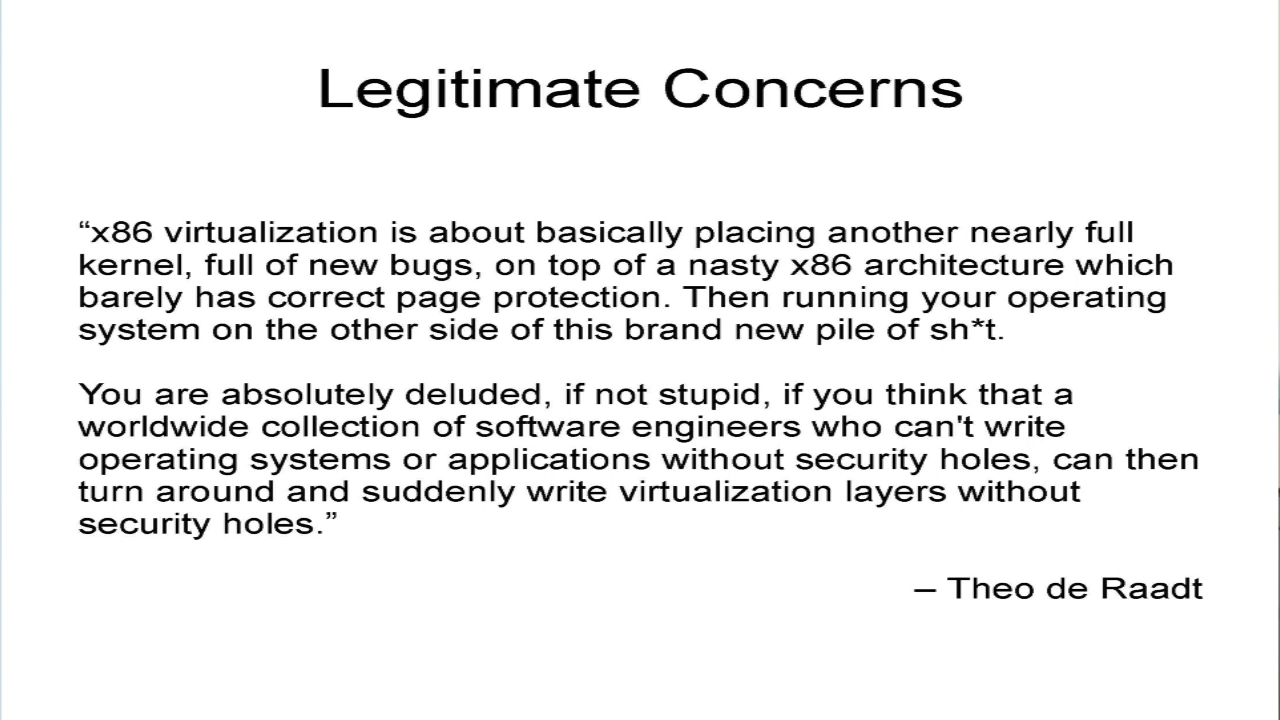 Legitimate Concerns
“x86 virtualization is about basically placing another nearly full
kernel, full of new bugs, on top of a nasty x86 architecture which
barely has correct page protection. Then running your operating
system on the other side of this brand new pile of sh*t.
You are absolutely deluded, if not stupid, if you think that a
worldwide collection of software engineers who can't write
operating systems or applications without security holes, can then
turn around and suddenly write virtualization layers without
security holes.”
– Theo de Raadt